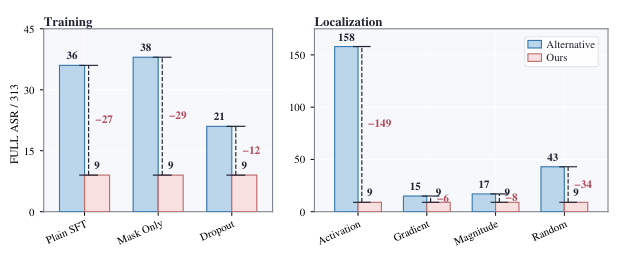 Training
FULL ASR / 313
45
30
15
0
36
−27
9
38
−29
9
21
−12
9
Plain SFT
Mask Only
Dropout
Localization
Alternative
Ours
150
100
50
0
158
−149
9
15
9
−6
17
9
−8
43
−34
9
Activation
Gradient
Magnitude
Random